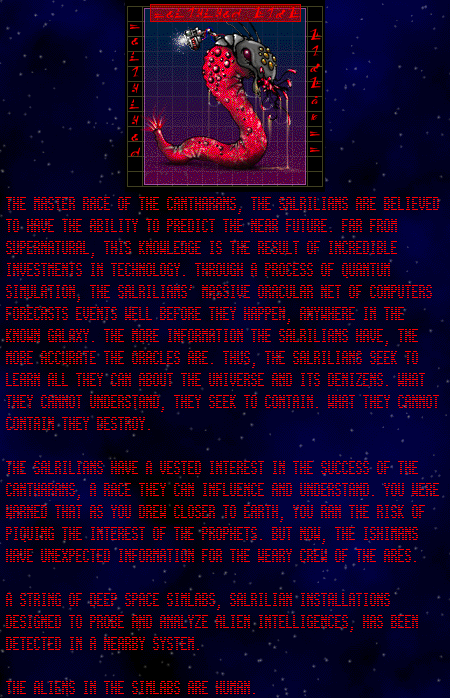 THE MASTER RACE OF THE CANTHARANS, THE SALRILIANS ARE BELIEVED
TO HAVE THE ABILITY TO PREDICT THE NEAR FUTURE. FAR FROM
SUPERNATURAL, THIS KNOWLEDGE IS THE RESULT OF INCREDIBLE
INVESTMENTS IN TECHNOLOGY. THROUGH A PROCESS OF QUANTUM
SIMULATION, THE SALRILIANS' MASSIVE ORACULAR NET OF COMPUTERS
FORECASTS EVENTS WELL BEFORE THEY HAPPEN, ANYWHERE IN THE
KNOWN GALAXY. THE MORE INFORMATION THE SALRILIANS HAVE, THE
MORE ACCURATE THE ORACLES ARE. THUS, THE SALRILIANS SEEK TO
LEARN ALL THEY CAN ABOUT THE UNIVERSE AND ITS DENIZENS. WHAT
THEY CANNOT UNDERSTAND, THEY SEEK TO CONTAIN. WHAT THEY CANNOT
CONTAIN THEY DESTROY.
THE SALRILIANS HAVE A VESTED INTEREST IN THE SUCCESS OF THE
CANTHARANS, A RACE THEY CAN INFLUENCE AND UNDERSTAND. YOU WERE
WARNED THAT AS YOU DREW CLOSER TO EARTH, YOU RAN THE RISK OF
PIQUING THE INTEREST OF THE PROPHETS. BUT NOW, THE ISHIMANS
HAVE UNEXPECTED INFORMATION FOR THE WEARY CREW OF THE ARES.
A STRING OF DEEP SPACE SIMLABS, SALRILIAN INSTALLATIONS
DESIGNED TO PROBE AND ANALYZE ALIEN INTELLIGENCES, HAS BEEN
DETECTED IN A NEARBY SYSTEM.
THE ALIENS IN THE SIMLABS ARE HUMAN.